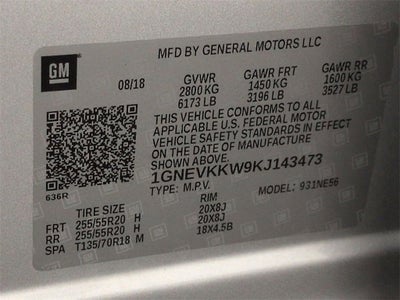 GM
MFD BY GENERAL MOTORS LLC
08/18 GVWR GAWR FRT GAWR RR
2800 KG 1450 KG 1600 KG
6173 LB 3196 LB 3527 LB
THIS VEHICLE CONFORMS TO ALL
APPLICABLE U.S. FEDERAL MOTOR
VEHICLE SAFETY STANDARDS IN EFFECT
ON THE DATE OF MANUFACTURE
1GNEVKKW9KJ143473
636R
TYPE: M.P.V. MODEL: 931NE56
TIRE SIZE RIM
FRT 255/55R20 H 20X8J
RR 255/55R20 H 20X8J
SPA T135/70R18 M 18X4.5B